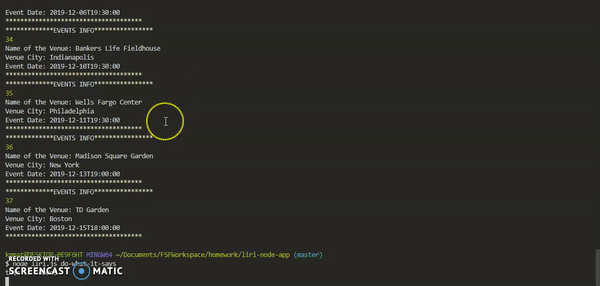 Event Date: 2019-12-06T19:30:00
***********************************
*************EVENTS INFO****************
34
Name of the Venue: Bankers Life Fieldhouse
Venue City: Indianapolis
Event Date: 2019-12-10T19:30:00
***********************************
*************EVENTS INFO****************
35
Name of the Venue: Wells Fargo Center
Venue City: Philadelphia
Event Date: 2019-12-11T19:30:00
***********************************
*************EVENTS INFO****************
36
Name of the Venue: Madison Square Garden
Venue City: New York
Event Date: 2019-12-13T19:00:00
***********************************
*************EVENTS INFO****************
37
Name of the Venue: TD Garden
Venue City: Boston
Event Date: 2019-12-15T18:00:00
***********************************
MINGW64 ~/Documents/FSFWorkspace/homework/liri-node-app (master)
$ node liri.js do-what-it-says
RECORDED WITH
SCREENCAST MATIC